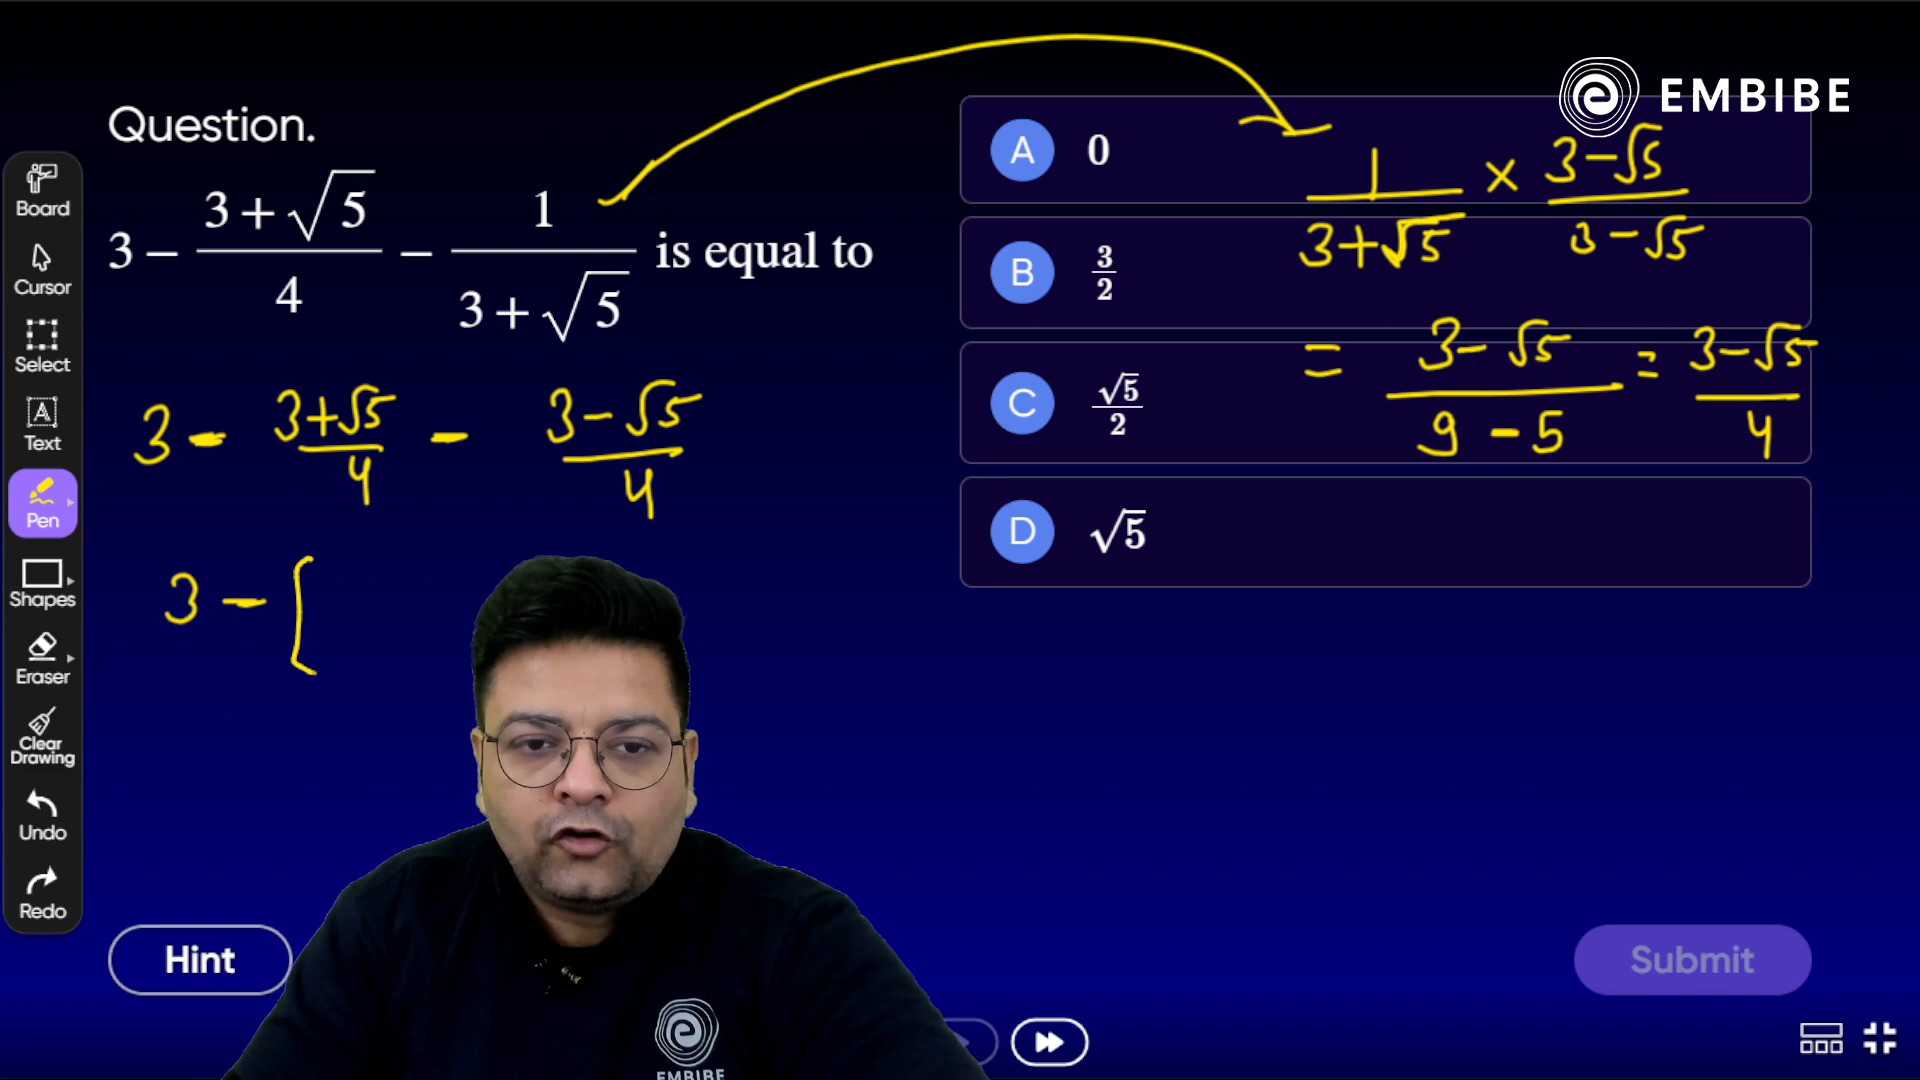 EMBIBE
Question.
3 − (3 + √5)/4 − 1/(3 + √5) is equal to
A 0
B 3/2
C √5/2
D √5
1/(3+√5) × (3−√5)/(3−√5)
= (3−√5)/(9−5) = (3−√5)/4
3 − (3+√5)/4 − (3−√5)/4
3 − [
Board
Cursor
Select
Text
Pen
Shapes
Eraser
Clear
Drawing
Undo
Redo
Hint
Submit
EMBIBE